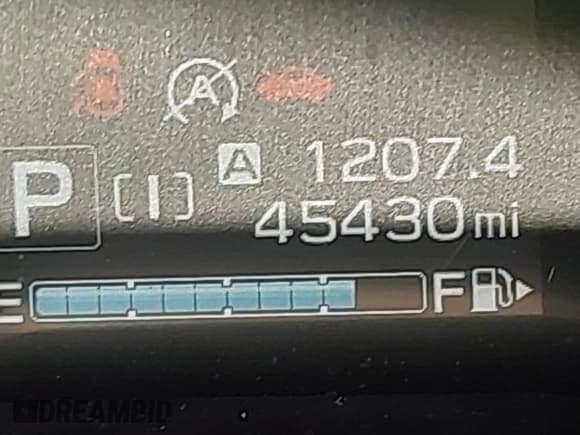 A
A 1207.4
P [I] 45430mi
E F
DREAMBID